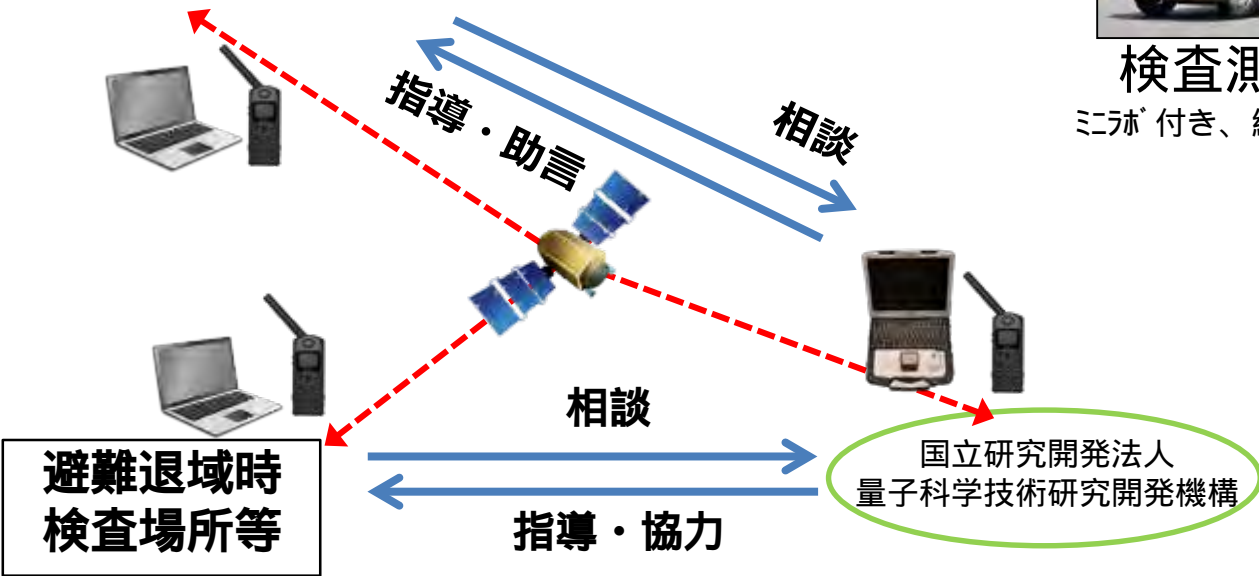 検査測
ﾐﾆﾗﾎﾞ付き、
指導・助言
相談
相談
避難退域時
検査場所等
指導・協力
国立研究開発法人
量子科学技術研究開発機構